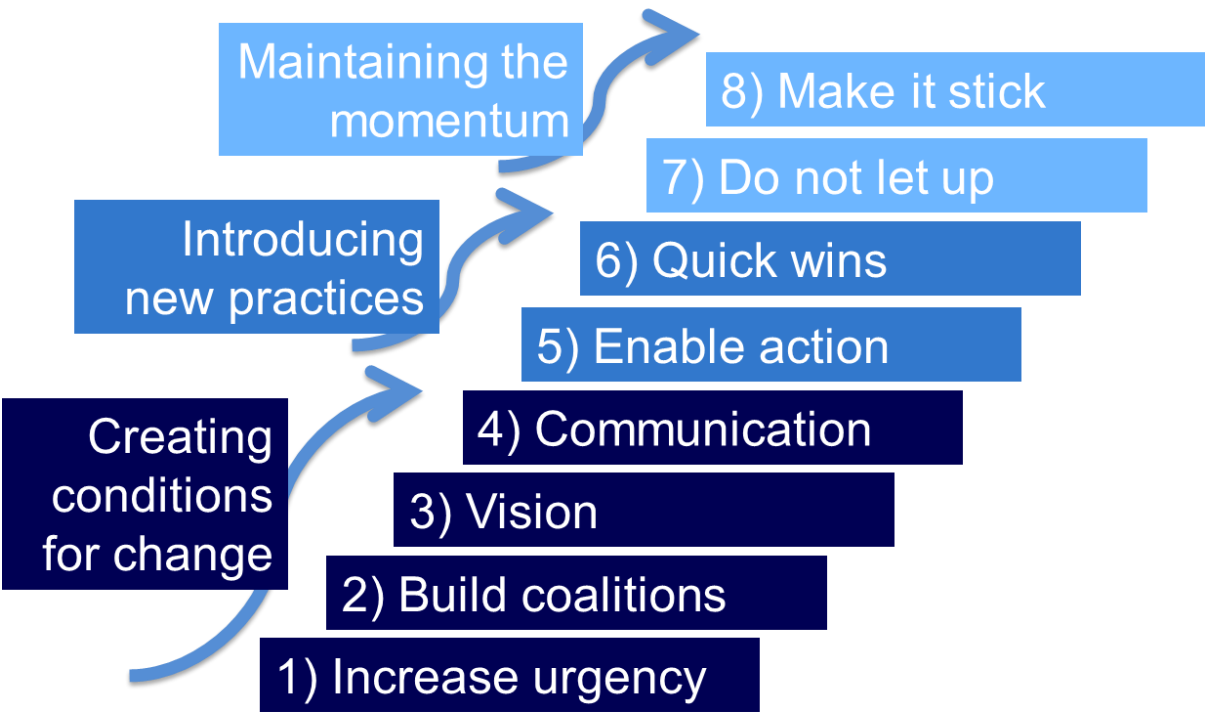 Maintaining the
momentum
8) Make it stick
7) Do not let up
Introducing
new practices
6) Quick wins
5) Enable action
Creating
conditions
for change
4) Communication
3) Vision
2) Build coalitions
1) Increase urgency